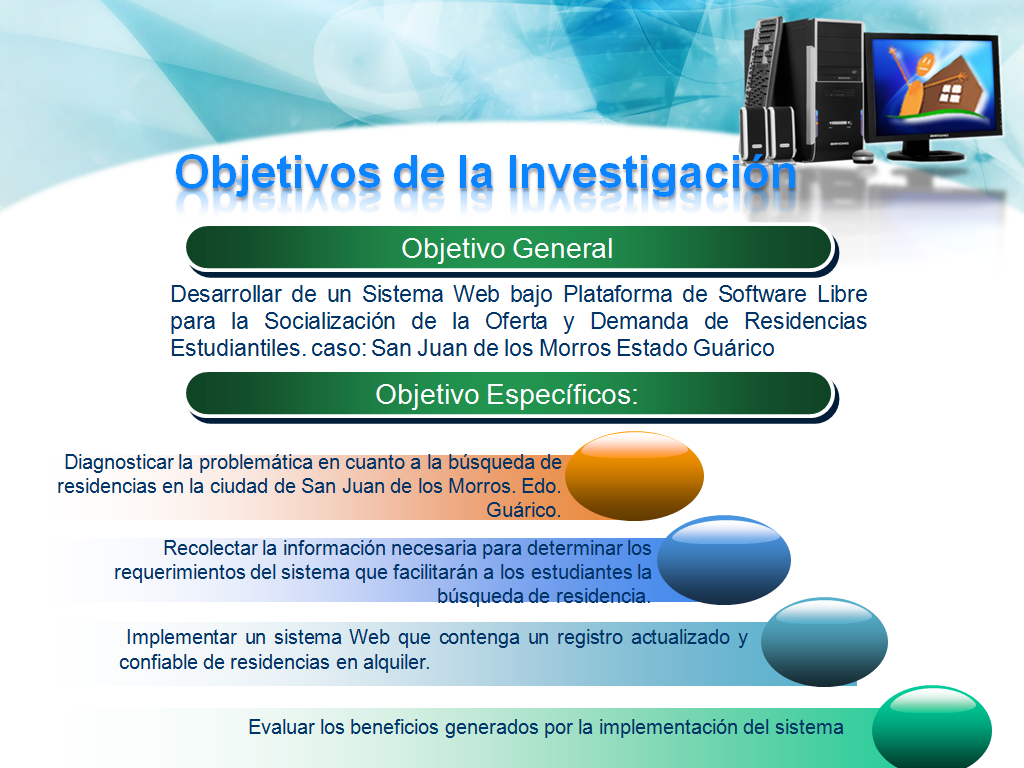 Objetivos de la Investigación
Objetivo General
Desarrollar de un Sistema Web bajo Plataforma de Software Libre
para la Socialización de la Oferta y Demanda de Residencias
Estudiantiles. caso: San Juan de los Morros Estado Guárico
Objetivo Específicos:
Diagnosticar la problemática en cuanto a la búsqueda de
residencias en la ciudad de San Juan de los Morros. Edo.
Guárico.
Recolectar la información necesaria para determinar los
requerimientos del sistema que facilitarán a los estudiantes la
búsqueda de residencia.
Implementar un sistema Web que contenga un registro actualizado y
confiable de residencias en alquiler.
Evaluar los beneficios generados por la implementación del sistema